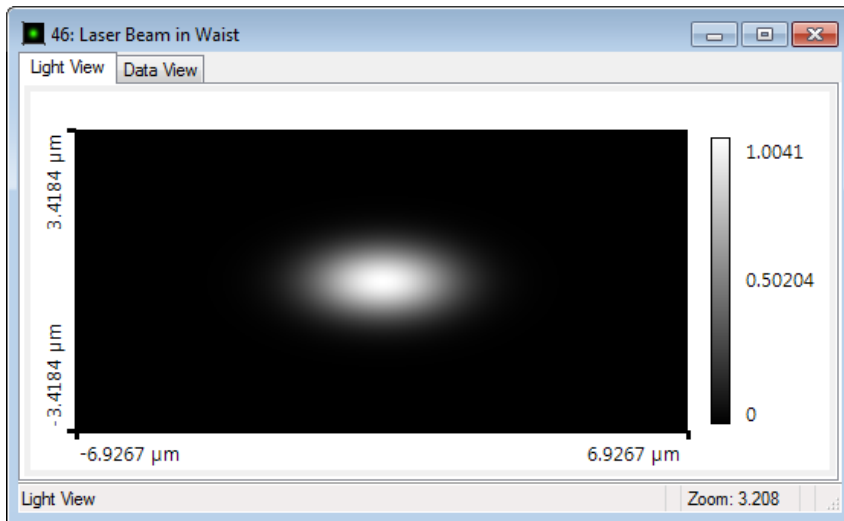 46: Laser Beam in Waist
Light View
Data View
3.4184 µm
-3.4184 µm
-6.9267 µm
6.9267 µm
1.0041
0.50204
0
Light View
Zoom: 3.208